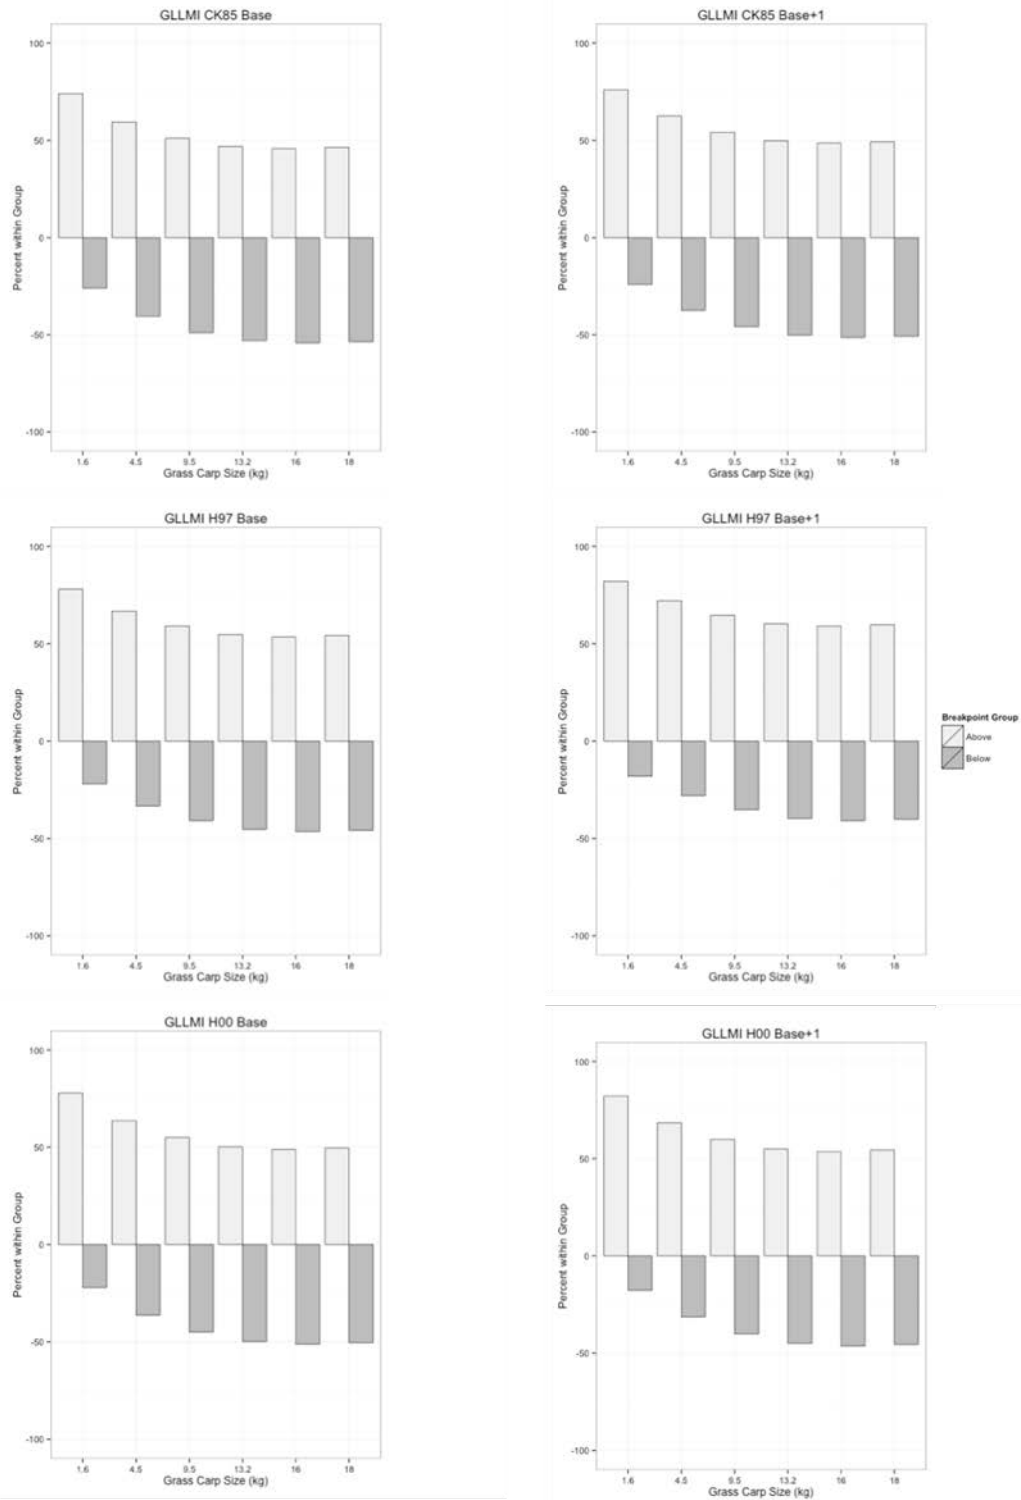 GLLMI CK85 Base
100
50
0
-50
-100
Percent within Group
1.6 4.5 9.5 13.2 16 18
Grass Carp Size (kg)
GLLMI CK85 Base+1
100
50
0
-50
-100
Percent within Group
1.6 4.5 9.5 13.2 16 18
Grass Carp Size (kg)
GLLMI H97 Base
100
50
0
-50
-100
Percent within Group
1.6 4.5 9.5 13.2 16 18
Grass Carp Size (kg)
GLLMI H97 Base+1
100
50
0
-50
-100
Percent within Group
1.6 4.5 9.5 13.2 16 18
Grass Carp Size (kg)
Breakpoint Group
Above
Below
GLLMI H00 Base
100
50
0
-50
-100
Percent within Group
1.6 4.5 9.5 13.2 16 18
Grass Carp Size (kg)
GLLMI H00 Base+1
100
50
0
-50
-100
Percent within Group
1.6 4.5 9.5 13.2 16 18
Grass Carp Size (kg)